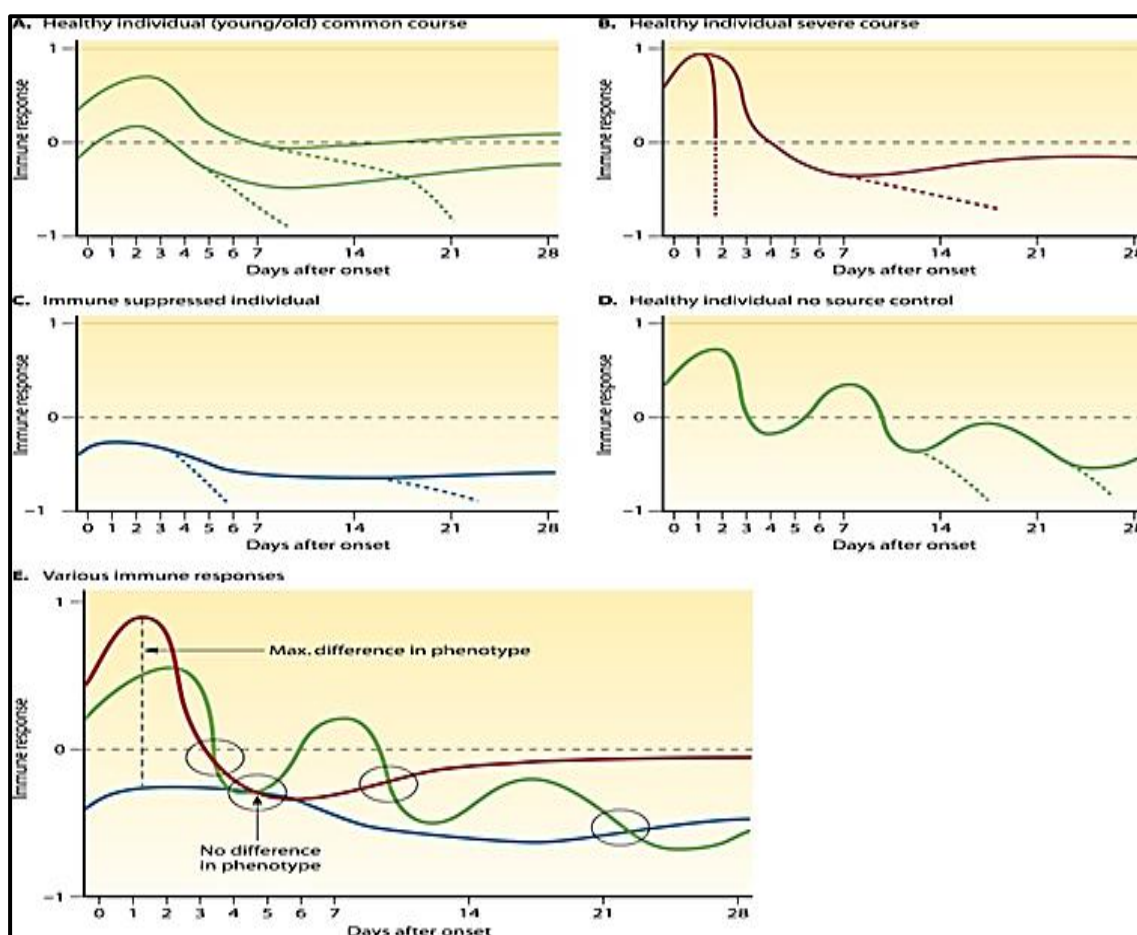 A. Healthy individual (young/old) common course
1
0
−1
Immune response
0 1 2 3 4 5 6 7 14 21 28
Days after onset
B. Healthy individual severe course
1
0
−1
Immune response
0 1 2 3 4 5 6 7 14 21 28
Days after onset
C. Immune suppressed individual
1
0
−1
Immune response
0 1 2 3 4 5 6 7 14 21 28
Days after onset
D. Healthy individual no source control
1
0
−1
Immune response
0 1 2 3 4 5 6 7 14 21 28
Days after onset
E. Various immune responses
1
0
−1
Immune response
Max. difference in phenotype
No difference
in phenotype
0 1 2 3 4 5 6 7 14 21 28
Days after onset